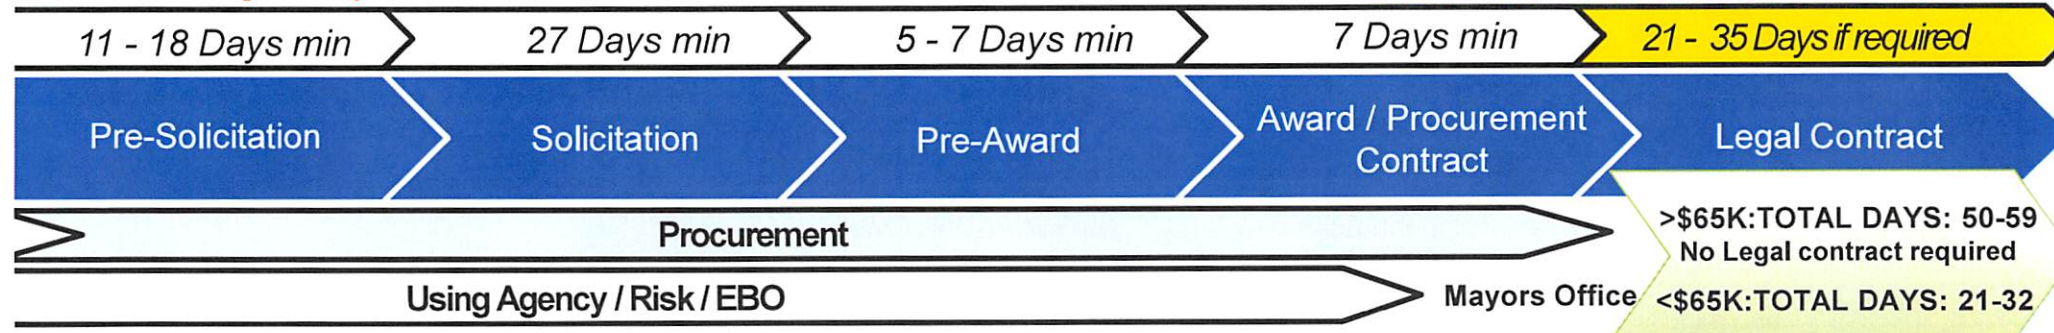 11 - 18 Days min
27 Days min
5 - 7 Days min
7 Days min
21 - 35 Days if required
Pre-Solicitation
Solicitation
Pre-Award
Award / Procurement
Contract
Legal Contract
Procurement
>$65K:TOTAL DAYS: 50-59
No Legal contract required
Using Agency / Risk / EBO
Mayors Office
<$65K:TOTAL DAYS: 21-32